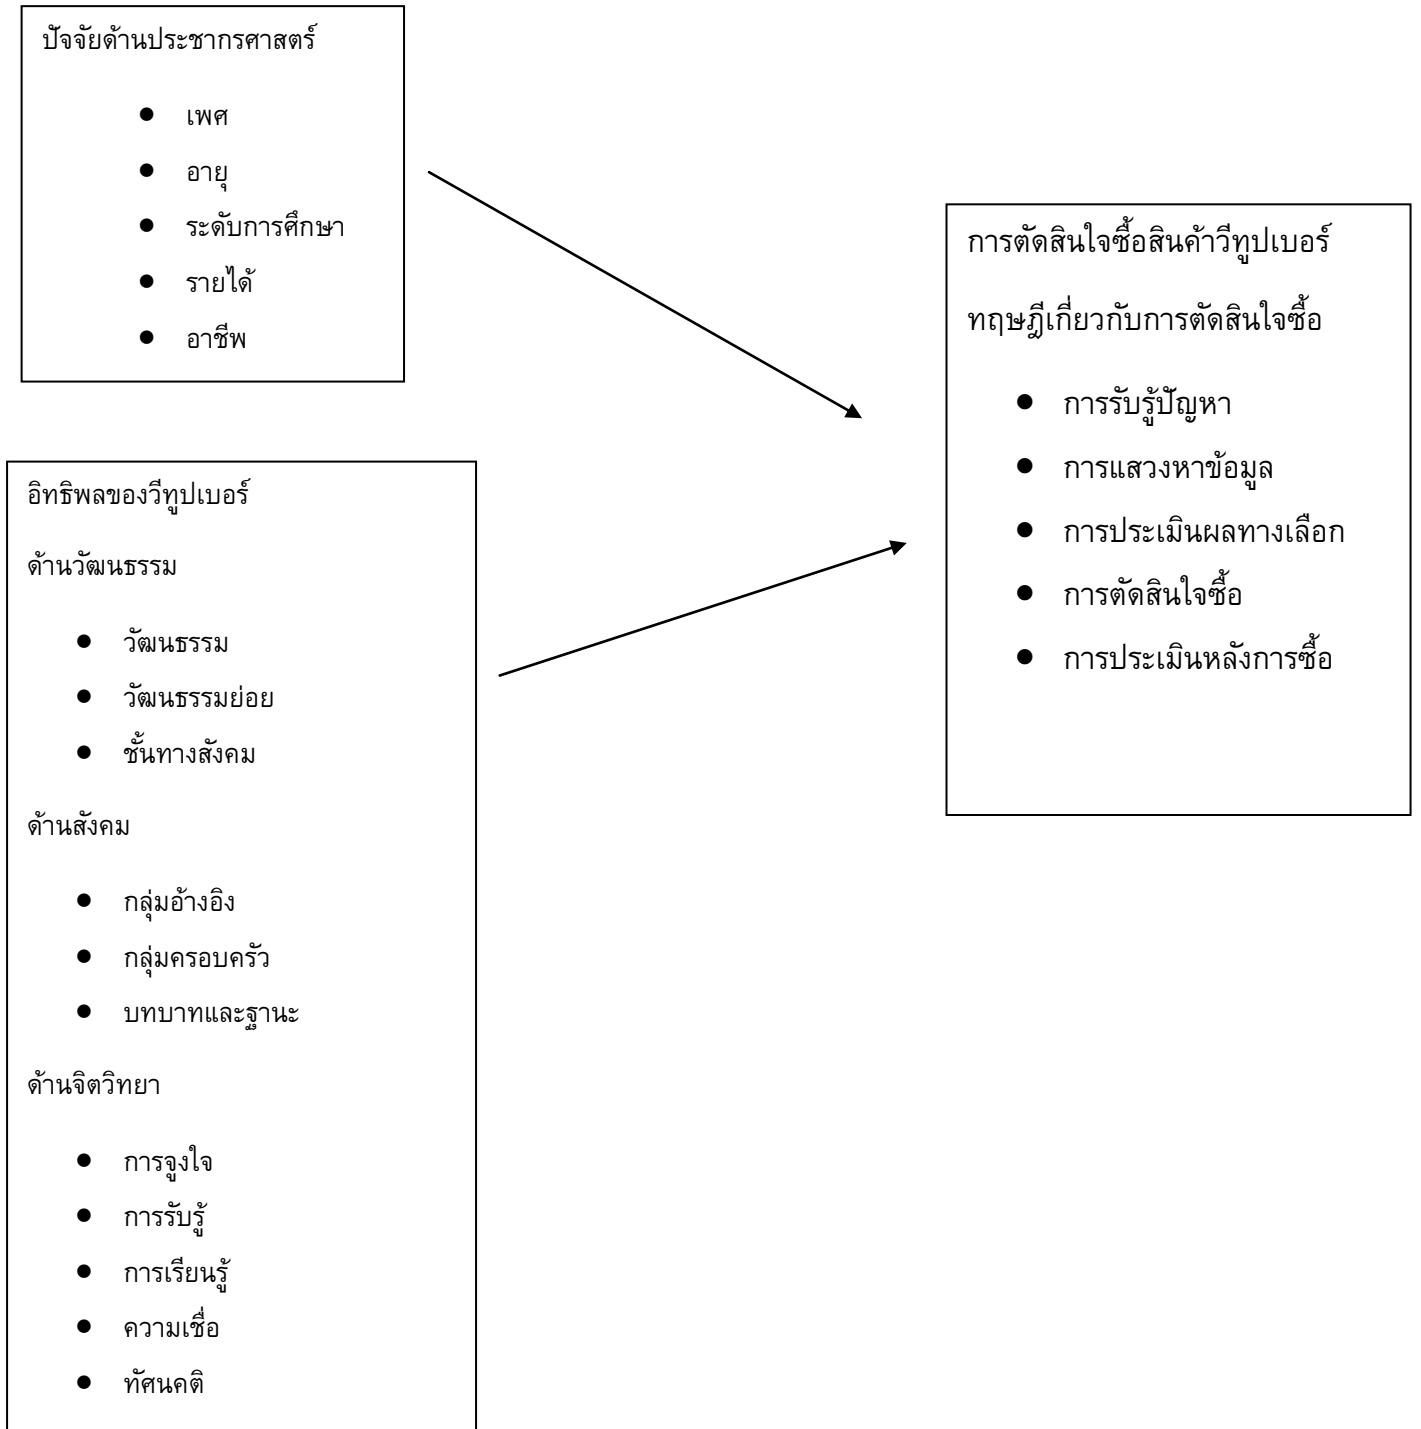 ปัจจัยด้านประชากรศาสตร์
● เพศ
● อายุ
● ระดับการศึกษา
● รายได้
● อาชีพ
อิทธิพลของวีทูปเบอร์
ด้านวัฒนธรรม
● วัฒนธรรม
● วัฒนธรรมย่อย
● ชั้นทางสังคม
ด้านสังคม
● กลุ่มอ้างอิง
● กลุ่มครอบครัว
● บทบาทและฐานะ
ด้านจิตวิทยา
● การจูงใจ
● การรับรู้
● การเรียนรู้
● ความเชื่อ
● ทัศนคติ
การตัดสินใจซื้อสินค้าวีทูปเบอร์
ทฤษฎีเกี่ยวกับการตัดสินใจซื้อ
● การรับรู้ปัญหา
● การแสวงหาข้อมูล
● การประเมินผลทางเลือก
● การตัดสินใจซื้อ
● การประเมินหลังการซื้อ